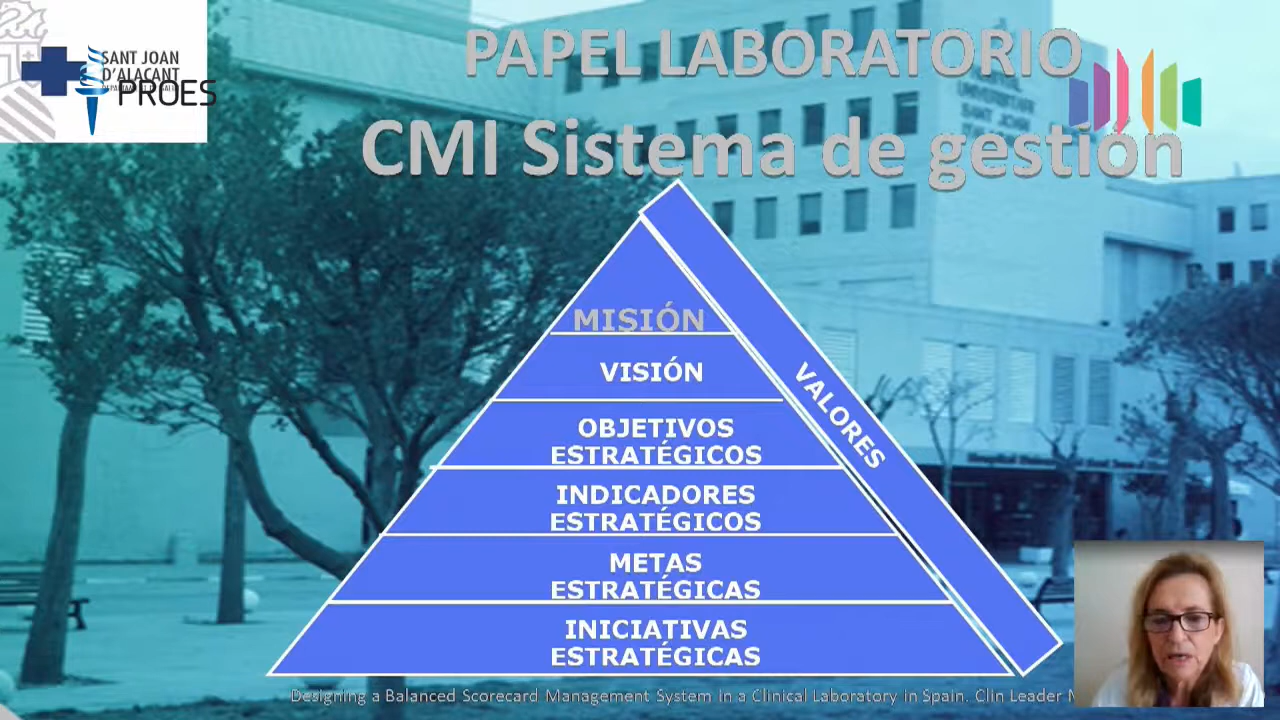 SANT JOAN
D'ALACANT
PROES
PAPEL LABORATORIO
CMI Sistema de gestión
MISIÓN
VISIÓN
OBJETIVOS
ESTRATÉGICOS
INDICADORES
ESTRATÉGICOS
METAS
ESTRATÉGICAS
INICIATIVAS
ESTRATÉGICAS
VALORES
Designing a Balanced Scorecard Management System in a Clinical Laboratory in Spain. Clin Leader